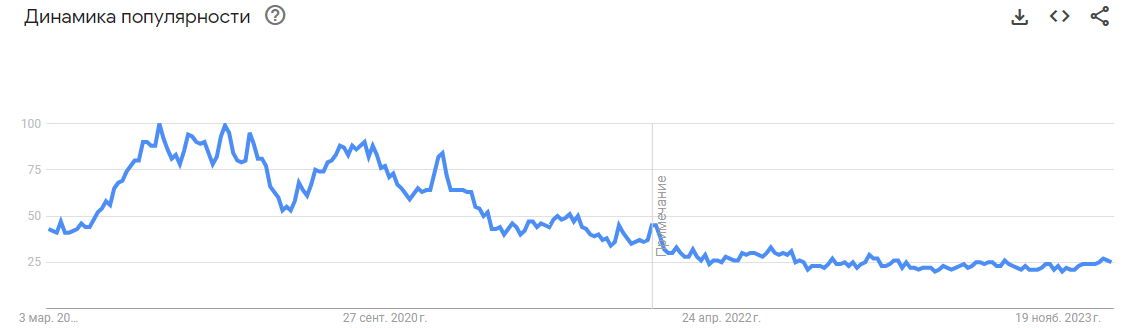 Динамика популярности
100
75
50
25
Примечание
3 мар. 20...
27 сент. 2020 г.
24 апр. 2022 г.
19 нояб. 2023 г.